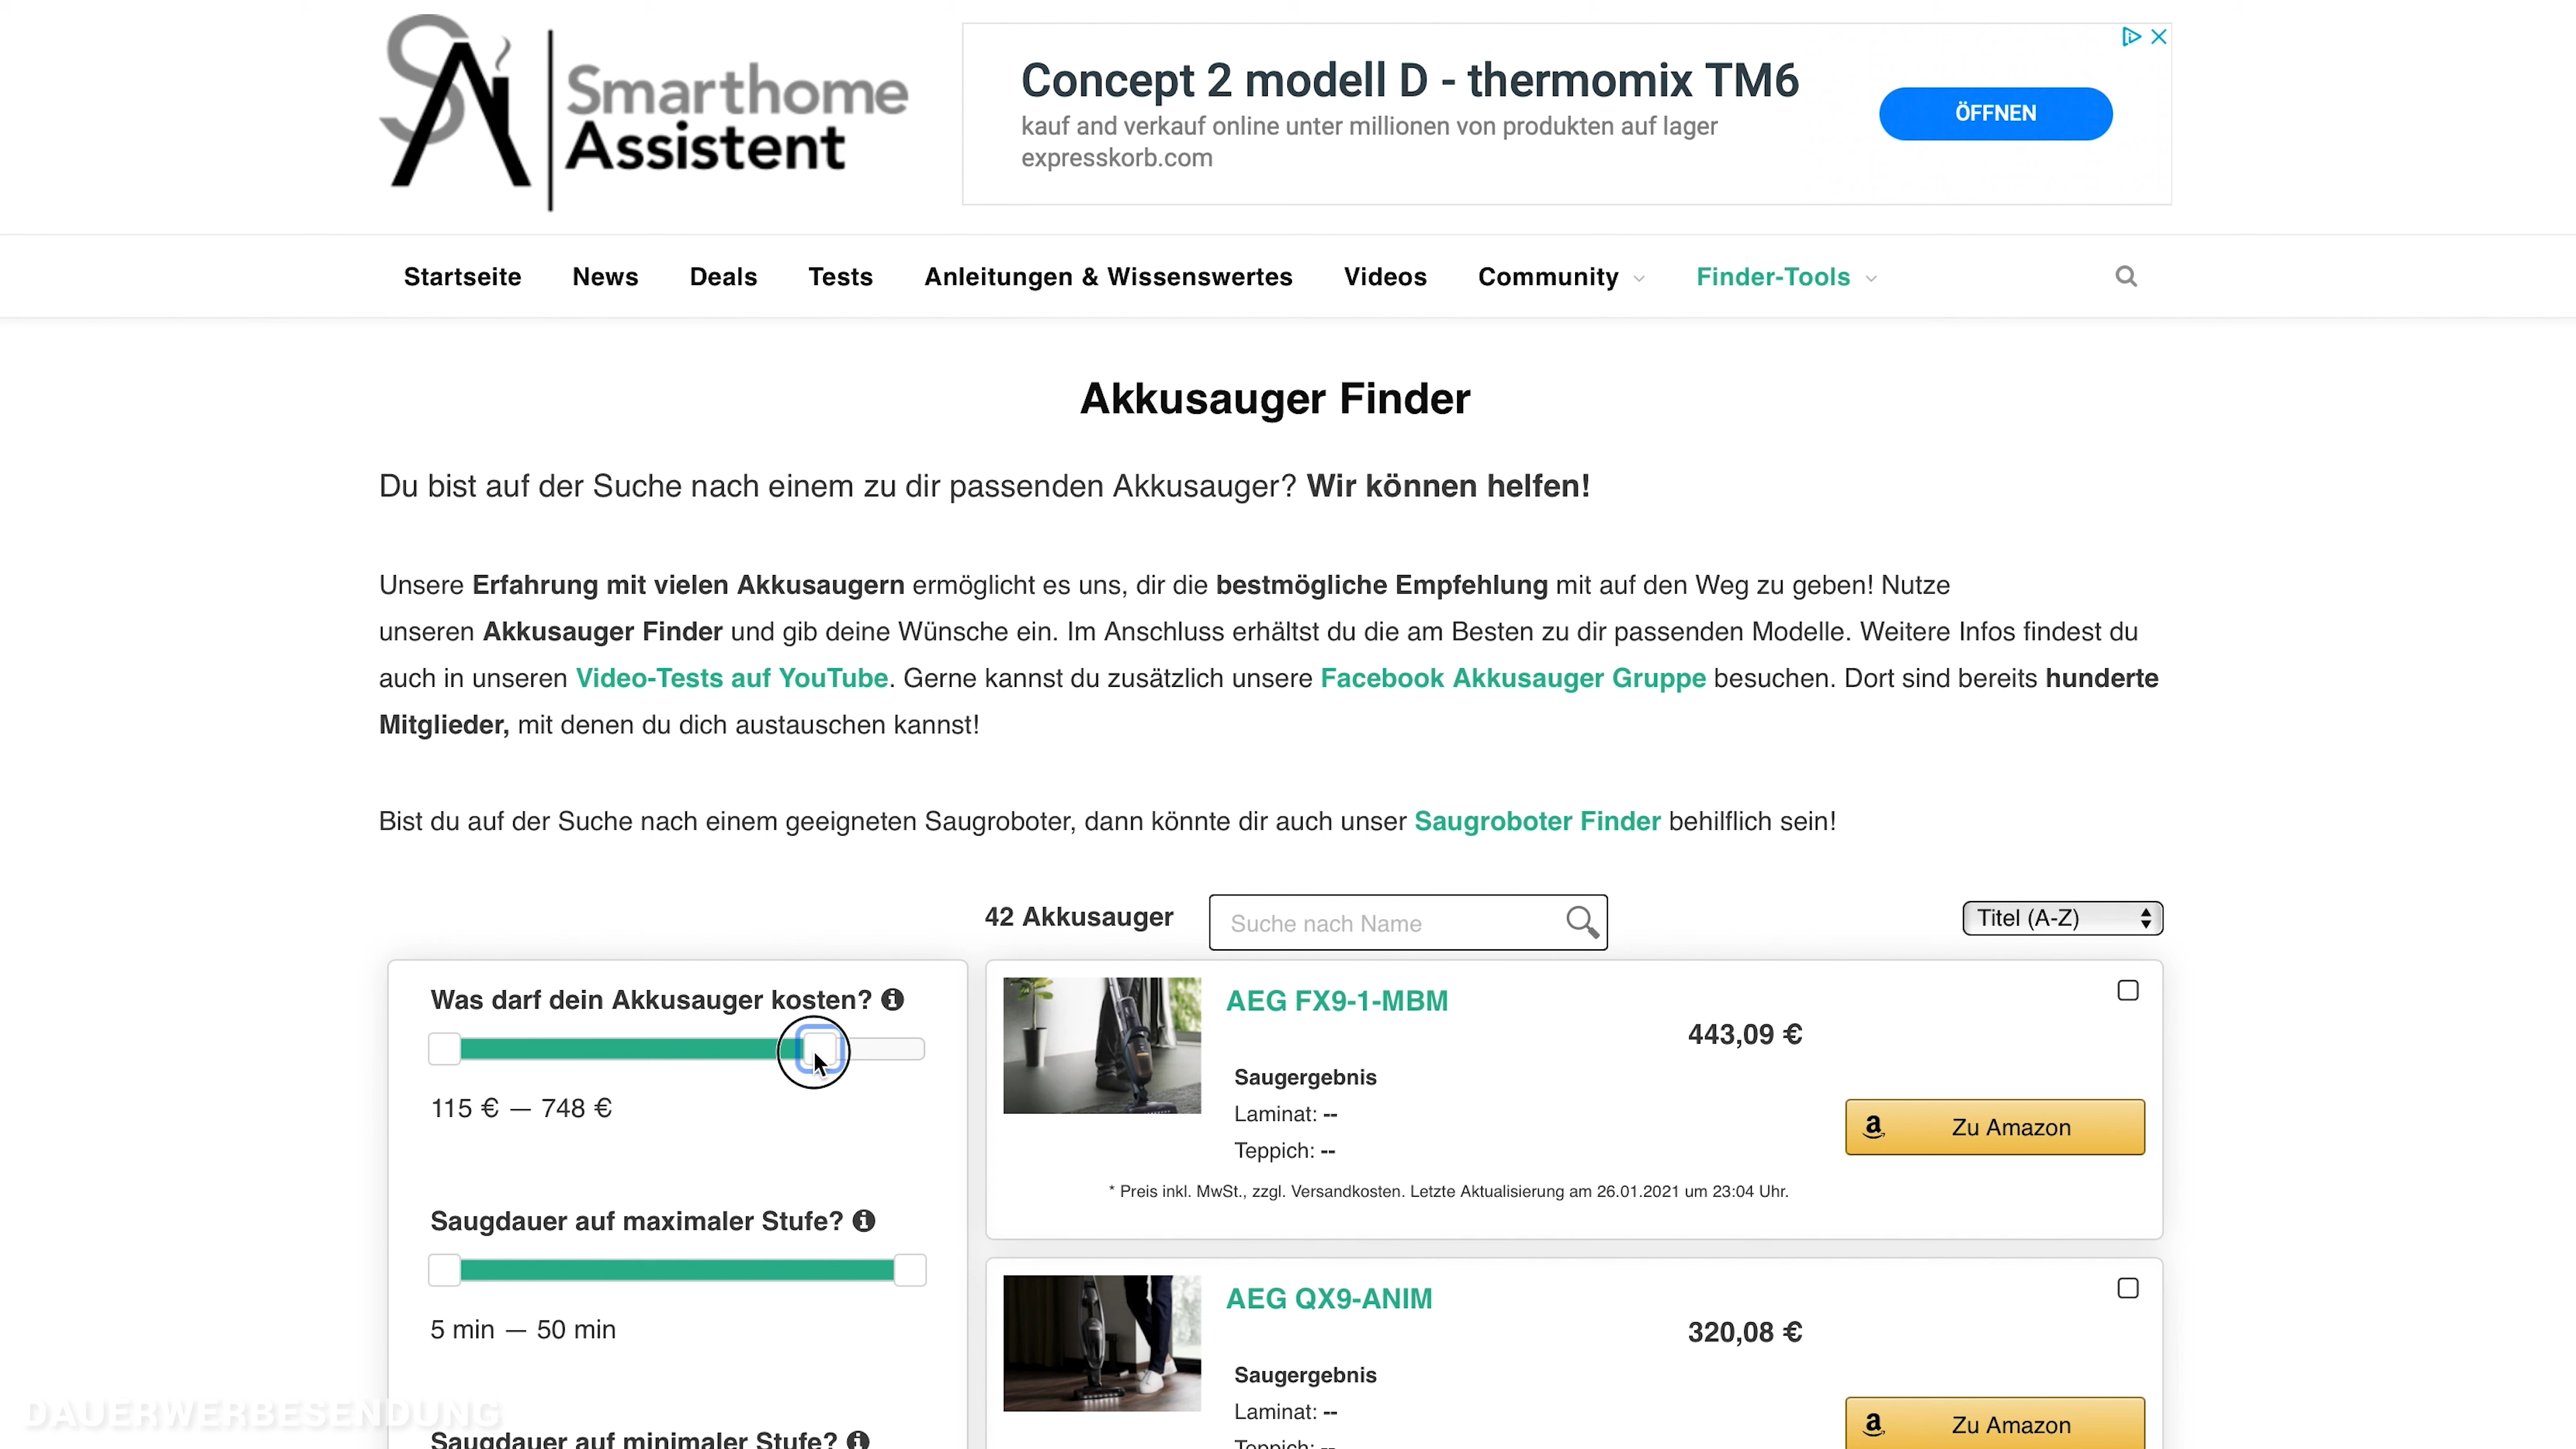 SA Smarthome
Assistent
Concept 2 modell D - thermomix TM6
kauf and verkauf online unter millionen von produkten auf lager
expresskorb.com
ÖFFNEN
Startseite News Deals Tests Anleitungen & Wissenswertes Videos Community Finder-Tools
Akkusauger Finder
Du bist auf der Suche nach einem zu dir passenden Akkusauger? Wir können helfen!
Unsere Erfahrung mit vielen Akkusaugern ermöglicht es uns, dir die bestmögliche Empfehlung mit auf den Weg zu geben! Nutze
unseren Akkusauger Finder und gib deine Wünsche ein. Im Anschluss erhältst du die am Besten zu dir passenden Modelle. Weitere Infos findest du
auch in unseren Video-Tests auf YouTube. Gerne kannst du zusätzlich unsere Facebook Akkusauger Gruppe besuchen. Dort sind bereits hunderte
Mitglieder, mit denen du dich austauschen kannst!
Bist du auf der Suche nach einem geeigneten Saugroboter, dann könnte dir auch unser Saugroboter Finder behilflich sein!
42 Akkusauger
Suche nach Name
Titel (A-Z)
Was darf dein Akkusauger kosten?
115 € — 748 €
Saugdauer auf maximaler Stufe?
5 min — 50 min
Saugdauer auf minimaler Stufe?
AEG FX9-1-MBM
443,09 €
Saugergebnis
Laminat: --
Teppich: --
Zu Amazon
* Preis inkl. MwSt., zzgl. Versandkosten. Letzte Aktualisierung am 26.01.2021 um 23:04 Uhr.
AEG QX9-ANIM
320,08 €
Saugergebnis
Laminat: --
Teppich: --
Zu Amazon
DAUERWERBESENDUNG